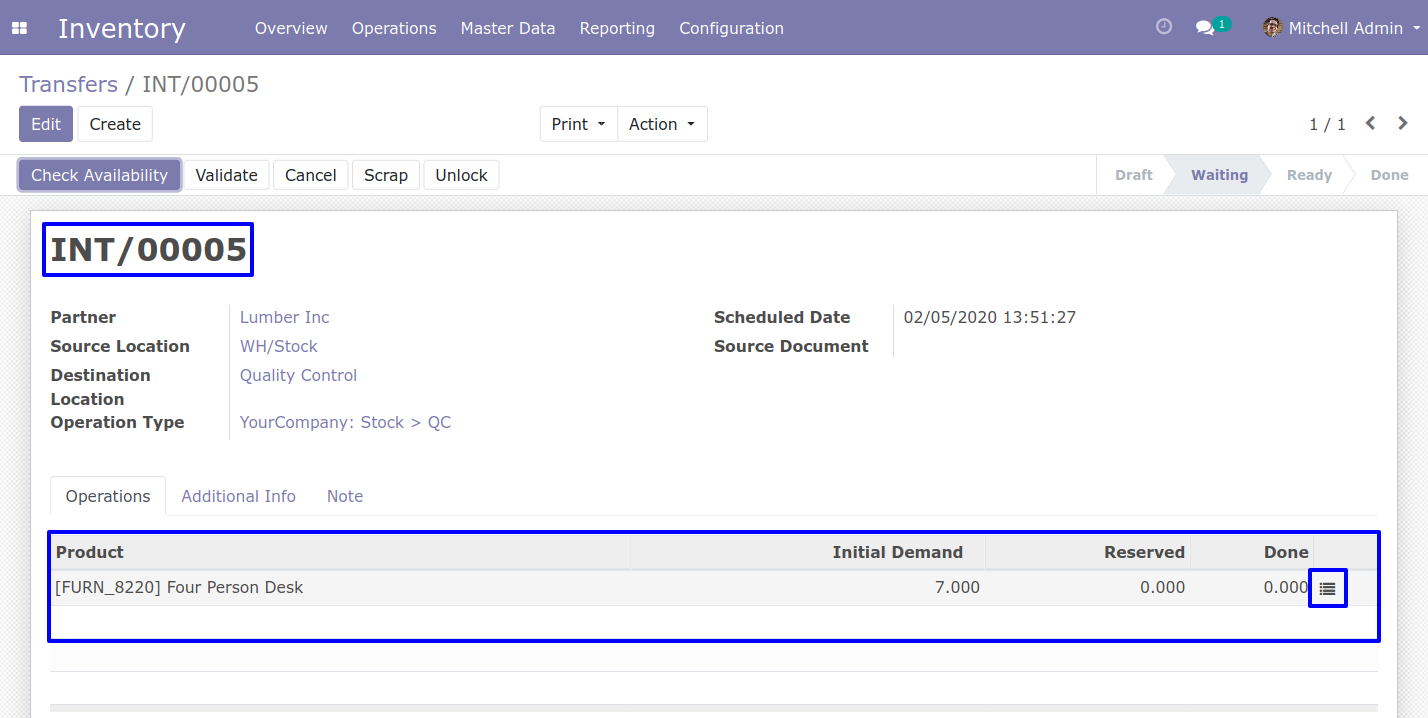 Inventory Overview Operations Master Data Reporting Configuration 1 Mitchell Admin
Transfers / INT/00005
Edit Create Print Action 1 / 1
Check Availability Validate Cancel Scrap Unlock Draft Waiting Ready Done
INT/00005
Partner Lumber Inc Scheduled Date 02/05/2020 13:51:27
Source Location WH/Stock Source Document
Destination Quality Control
Location
Operation Type YourCompany: Stock > QC
Operations Additional Info Note
Product Initial Demand Reserved Done
[FURN_8220] Four Person Desk 7.000 0.000 0.000